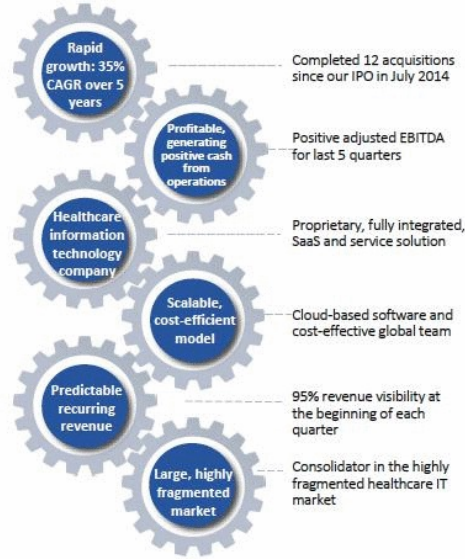 Rapid
growth: 35%
CAGR over 5
years
Completed 12 acquisitions
since our IPO in July 2014
Profitable,
generating
positive cash
from
operations
Positive adjusted EBITDA
for last 5 quarters
Healthcare
information
technology
company
Proprietary, fully integrated,
SaaS and service solution
Scalable,
cost-efficient
model
Cloud-based software and
cost-effective global team
Predictable
recurring
revenue
95% revenue visibility at
the beginning of each
quarter
Large, highly
fragmented
market
Consolidator in the highly
fragmented healthcare IT
market